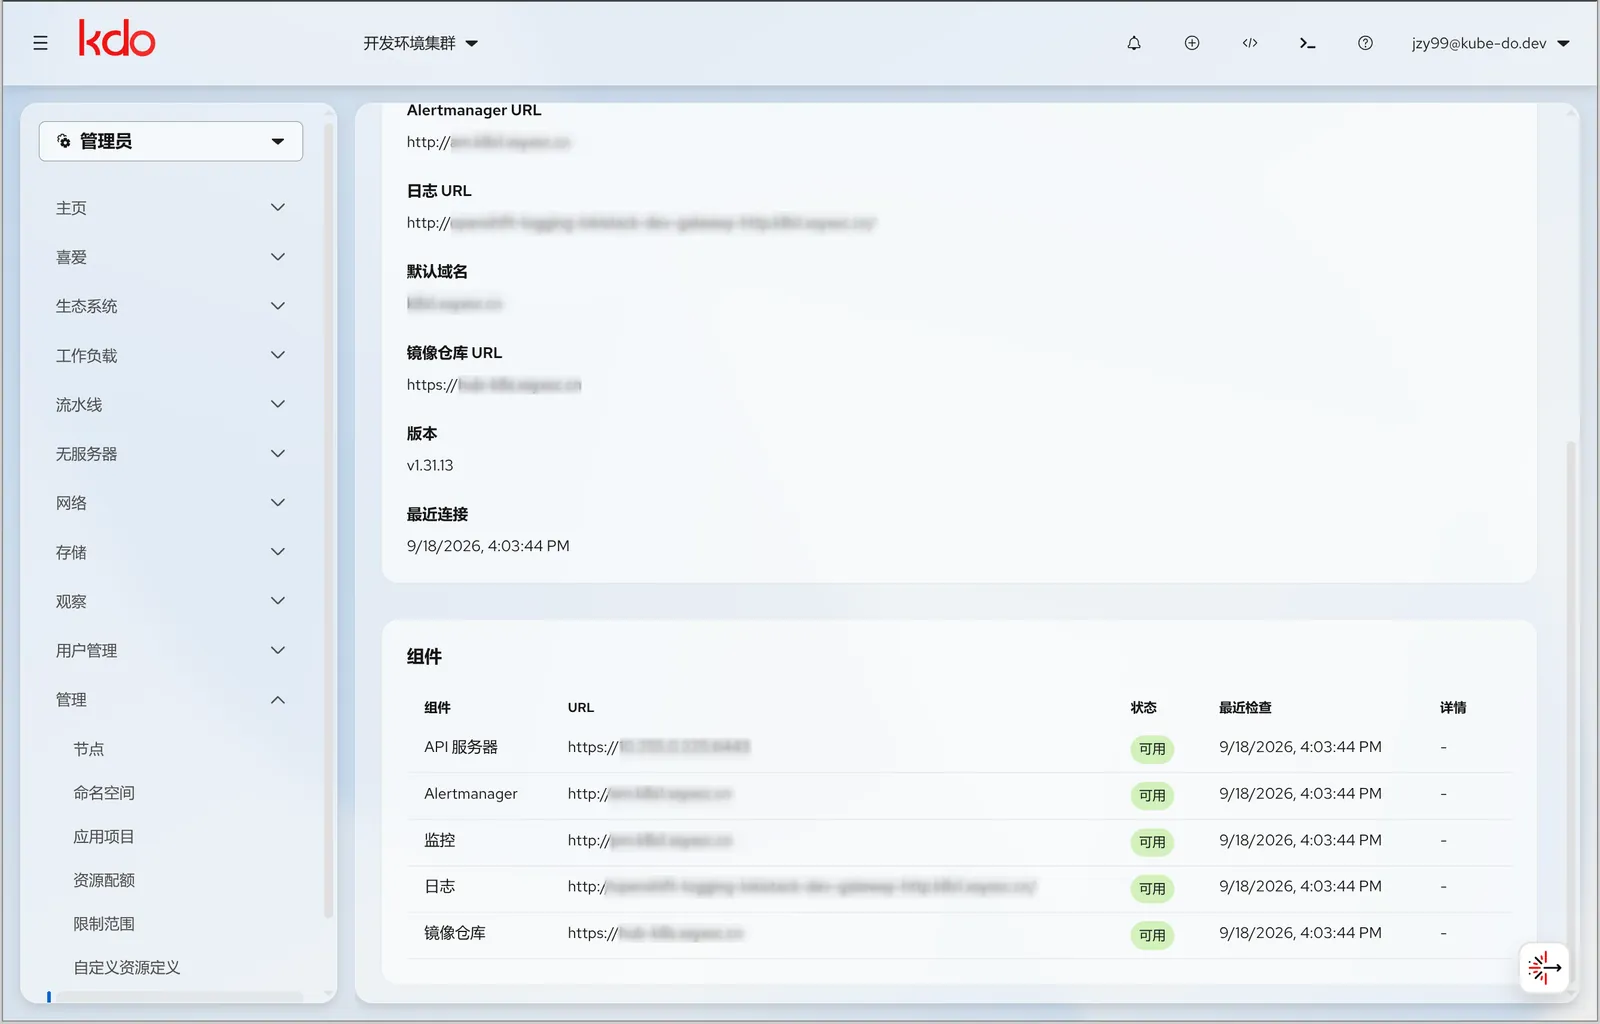 kdo
开发环境集群
jzy99@kube-do.dev
管理员
主页
喜爱
生态系统
工作负载
流水线
无服务器
网络
存储
观察
用户管理
管理
节点
命名空间
应用项目
资源配额
限制范围
自定义资源定义
Alertmanager URL
http://
日志 URL
http://
默认域名
镜像仓库 URL
https://
版本
v1.31.13
最近连接
9/18/2026, 4:03:44 PM
组件
组件 URL 状态 最近检查 详情
API 服务器 https:// 可用 9/18/2026, 4:03:44 PM -
Alertmanager http:/ 可用 9/18/2026, 4:03:44 PM -
监控 http:/ 可用 9/18/2026, 4:03:44 PM -
日志 http:/ 可用 9/18/2026, 4:03:44 PM -
镜像仓库 https:/ 可用 9/18/2026, 4:03:44 PM -